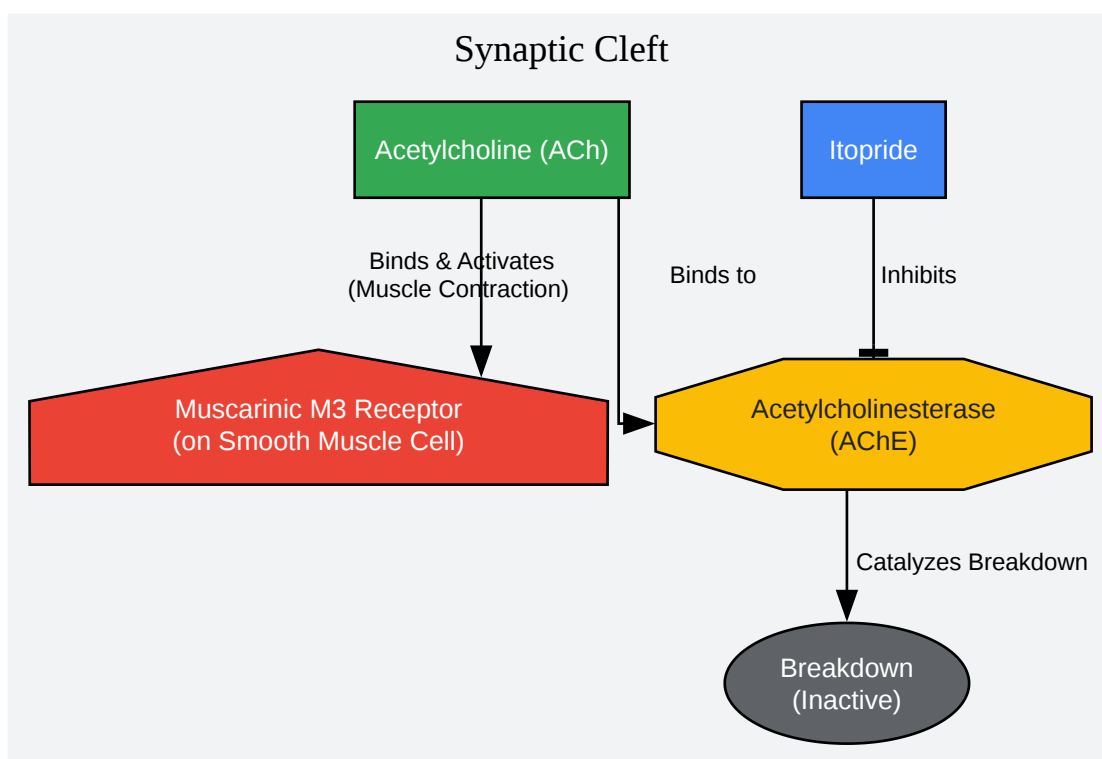 Synaptic Cleft
Acetylcholine (ACh)
Itopride
Binds & Activates
(Muscle Contraction)
Binds to
Inhibits
Muscarinic M3 Receptor
(on Smooth Muscle Cell)
Acetylcholinesterase
(AChE)
Catalyzes Breakdown
Breakdown
(Inactive)